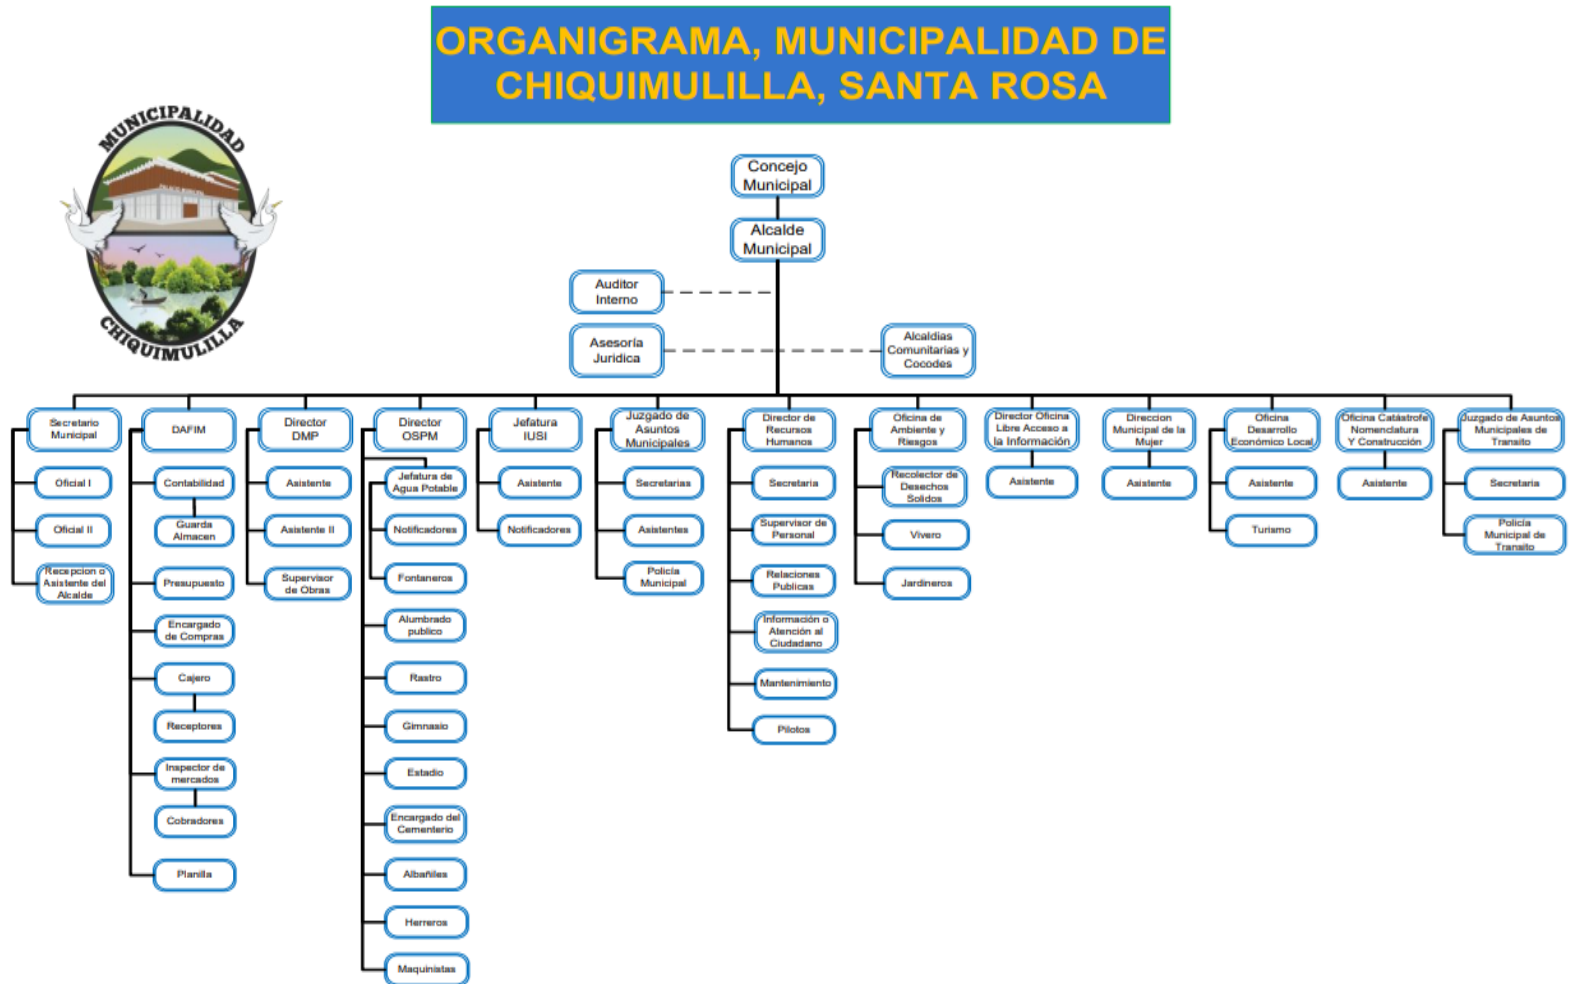 ORGANIGRAMA, MUNICIPALIDAD DE
CHIQUIMULILLA, SANTA ROSA
MUNICIPALIDAD
PALACIO MUNICIPAL
CHIQUIMULILLA
Concejo
Municipal
Alcalde
Municipal
Auditor
Interno
Asesoría
Juridica
Alcaldias
Comunitarias y
Cocodes
Secretario
Municipal
Oficial I
Oficial II
Recepcion o
Asistente del
Alcalde
DAFIM
Contabilidad
Guarda
Almacen
Presupuesto
Encargado
de Compras
Cajero
Receptores
Inspector de
mercados
Cobradores
Planilla
Director
DMP
Asistente
Asistente II
Supervisor
de Obras
Director
OSPM
Jefatura de
Agua Potable
Notificadores
Fontaneros
Alumbrado
publico
Rastro
Gimnasio
Estadio
Encargado del
Cementerio
Albañiles
Herreros
Maquinistas
Jefatura
IUSI
Asistente
Notificadores
Juzgado de
Asuntos
Municipales
Secretarias
Asistentes
Policía
Municipal
Director de
Recursos
Humanos
Secretaria
Supervisor de
Personal
Relaciones
Publicas
Información o
Atención al
Ciudadano
Mantenimiento
Pilotos
Oficina de
Ambiente y
Riesgos
Recolector de
Desechos
Solidos
Vivero
Jardineros
Director Oficina
Libre Acceso a
la Información
Asistente
Direccion
Municipal de la
Mujer
Asistente
Oficina
Desarrollo
Económico Local
Asistente
Turismo
Oficina Catástrofe
Nomenclatura
Y Construcción
Asistente
Juzgado de Asuntos
Municipales de
Transito
Secretaria
Policía
Municipal de
Transito